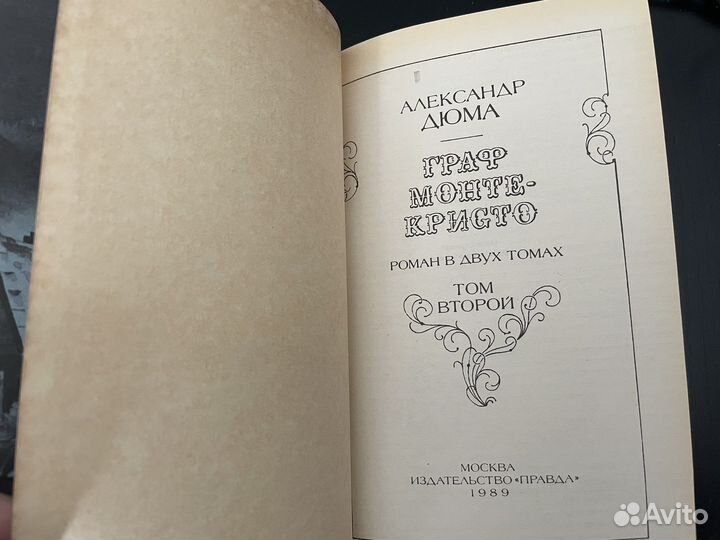 АЛЕКСАНДР
ДЮМА
ГРАФ
МОНТЕ-
КРИСТО
РОМАН В ДВУХ ТОМАХ
ТОМ
ВТОРОЙ
МОСКВА
ИЗДАТЕЛЬСТВО «ПРАВДА»
1989
Avito